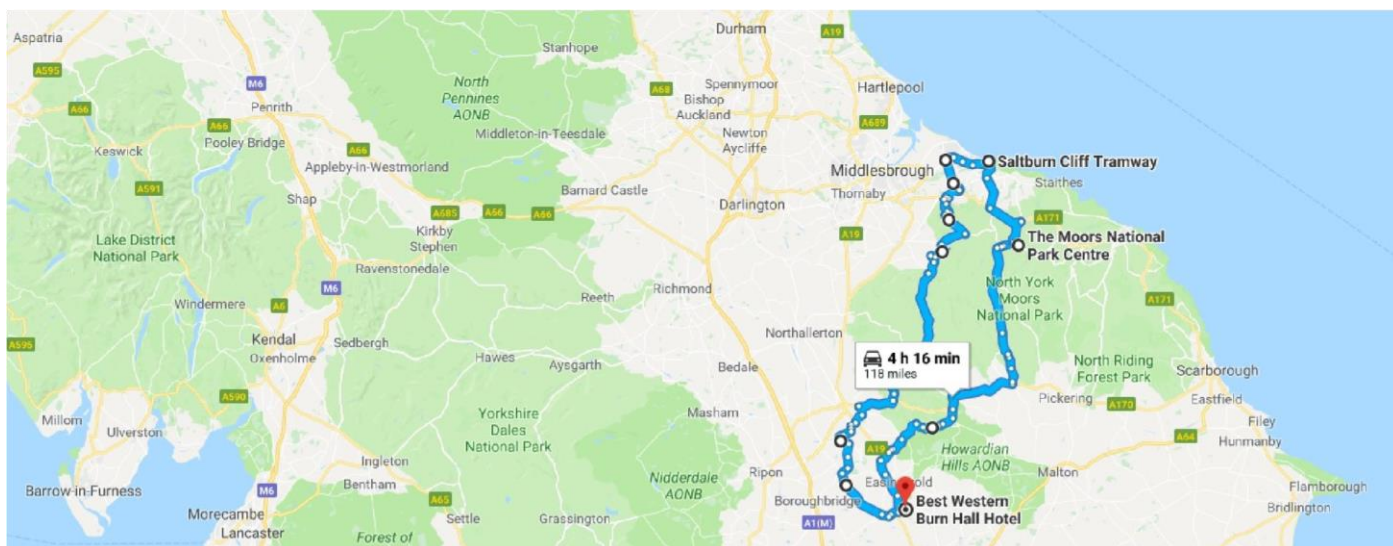 Durham
A19
Aspatria
Stanhope
A595
M6
North
Pennines
AONB
A68
Spennymoor
Hartlepool
Penrith
Bishop
Auckland
A66
A66
Newton
Aycliffe
A689
Keswick
Pooley Bridge
Middleton-in-Teesdale
A66
Appleby-in-Westmorland
Middlesbrough
Saltburn Cliff Tramway
A591
Barnard Castle
Thornaby
Staithes
Shap
A685
A66
A66
Darlington
A171
Kirkby
Stephen
A19
The Moors National
Park Centre
Lake District
National Park
Ravenstonedale
M6
Richmond
North York
Moors
National Park
A171
Windermere
A6
Reeth
Northallerton
A595
Kendal
Oxenholme
Sedbergh
Hawes
Aysgarth
Bedale
4 h 16 min
118 miles
North Riding
Forest Park
Scarborough
Millom
Ulverston
A590
Masham
Pickering
A170
Eastfield
Filey
Yorkshire
Dales
National Park
A64
Hunmanby
A19
Howardian
Hills AONB
Ingleton
Bentham
Nidderdale
AONB
Ripon
Malton
Barrow-in-Furness
M6
A65
Flamborough
Boroughbridge
Best Western
Burn Hall Hotel
Bridlington
Morecambe
Lancaster
Settle
Grassington
A1(M)
Forest of